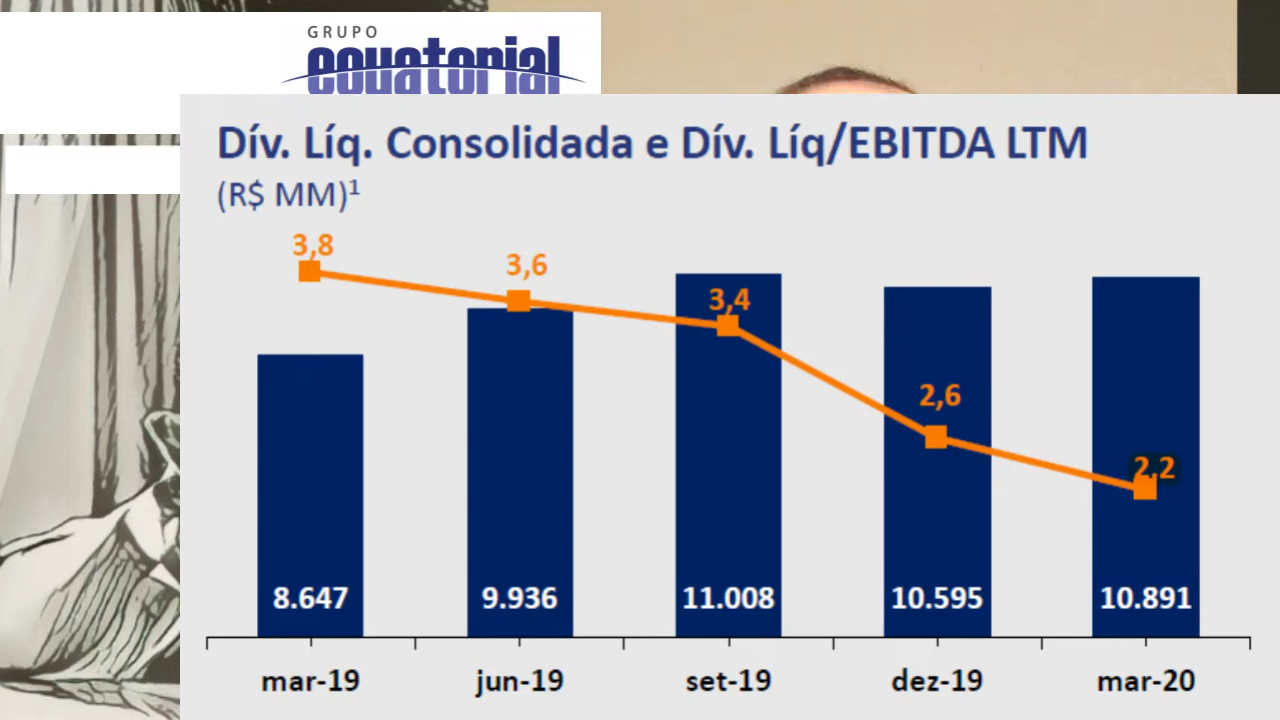 GRUPO
equatorial
Dív. Líq. Consolidada e Dív. Líq/EBITDA LTM
(R$ MM)¹
3,8
3,6
3,4
2,6
2,2
8.647
9.936
11.008
10.595
10.891
mar-19
jun-19
set-19
dez-19
mar-20